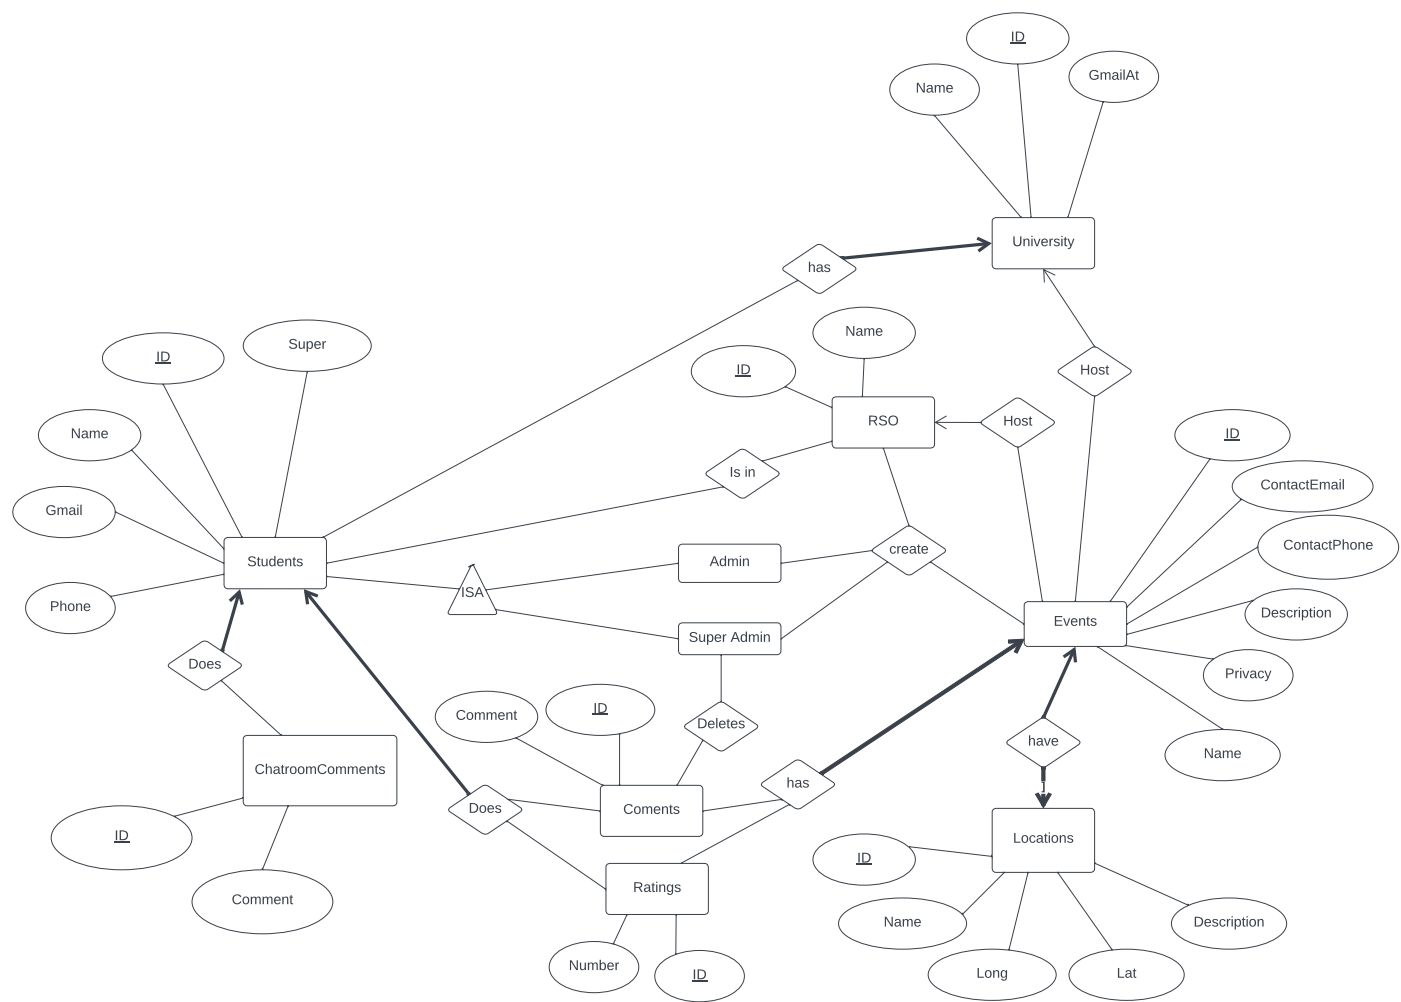 ID
GmailAt
Name
University
has
Name
Super
ID
ID
Host
RSO
Host
ID
Name
Is in
ContactEmail
Gmail
ContactPhone
create
Students
Admin
ISA
Phone
Description
Events
Super Admin
Does
Privacy
Comment
ID
Deletes
have
Name
ChatroomComments
has
]
Does
Coments
ID
Locations
ID
Ratings
Comment
Name
Description
Number
ID
Long
Lat